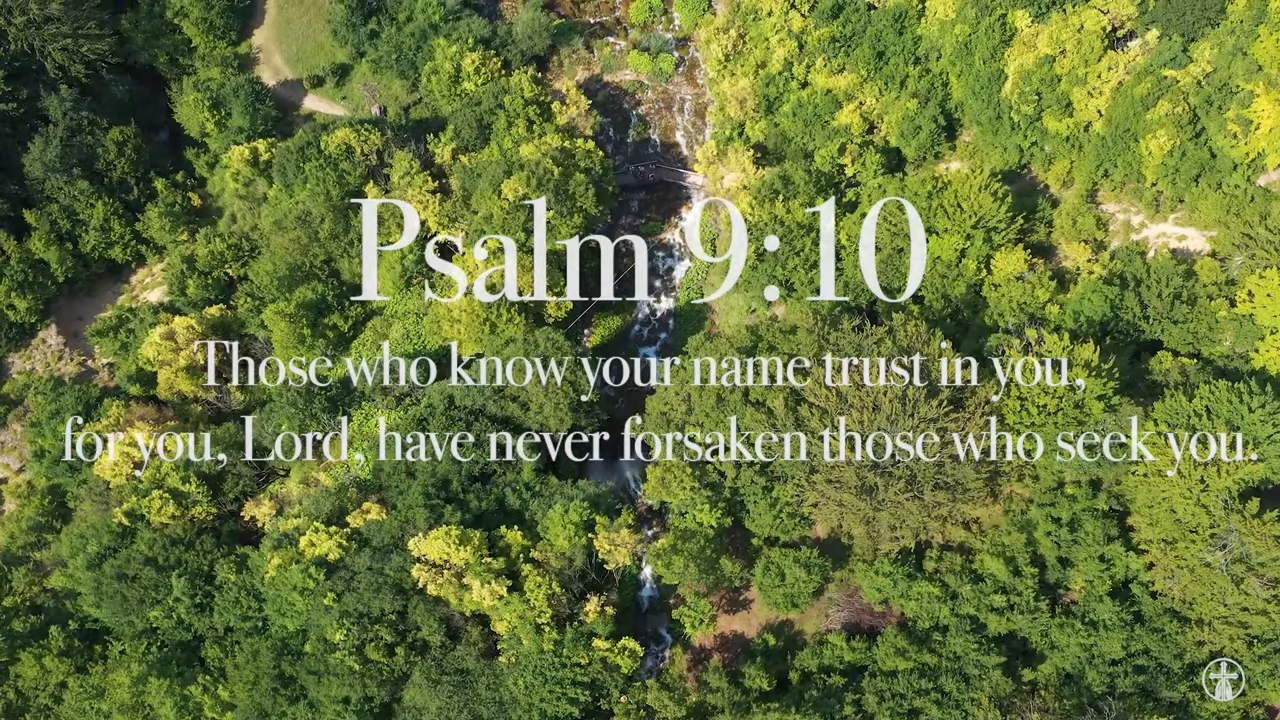 Psalm 9:10
Those who know your name trust in you,
for you, Lord, have never forsaken those who seek you.